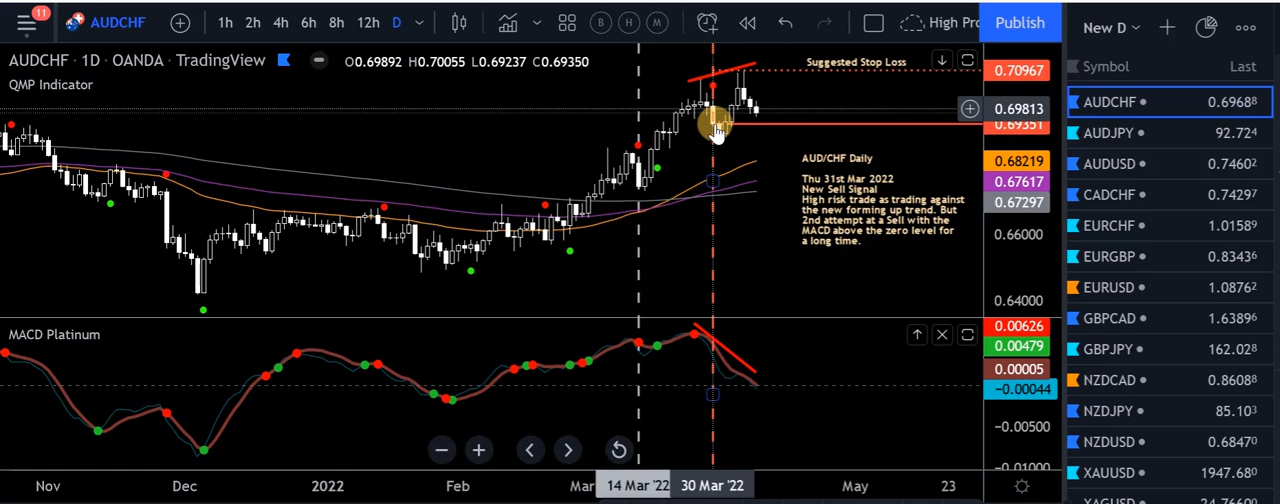 11
AUDCHF
1h 2h 4h 6h 8h 12h D
B H M
High Pro
Publish
New D
AUDCHF · 1D · OANDA · TradingView
O0.69892 H0.70055 L0.69237 C0.69350
QMP Indicator
Suggested Stop Loss
0.70967
0.69813
0.69351
0.68219
0.67617
0.67297
0.66000
0.64000
AUD/CHF Daily
Thu 31st Mar 2022
New Sell Signal
High risk trade as trading against
the new forming up trend. But
2nd attempt at a Sell with the
MACD above the zero level for
a long time.
MACD Platinum
0.00626
0.00479
0.00005
−0.00044
−0.00500
−0.01000
Nov Dec 2022 Feb Mar 14 Mar '22 30 Mar '22 May 23
Symbol Last
AUDCHF 0.69688
AUDJPY 92.724
AUDUSD 0.74602
CADCHF 0.74297
EURCHF 1.01589
EURGBP 0.83436
EURUSD 1.08762
GBPCAD 1.63896
GBPJPY 162.028
NZDCAD 0.86088
NZDJPY 85.103
NZDUSD 0.68470
XAUUSD 1947.680
XAGUSD 24.7660